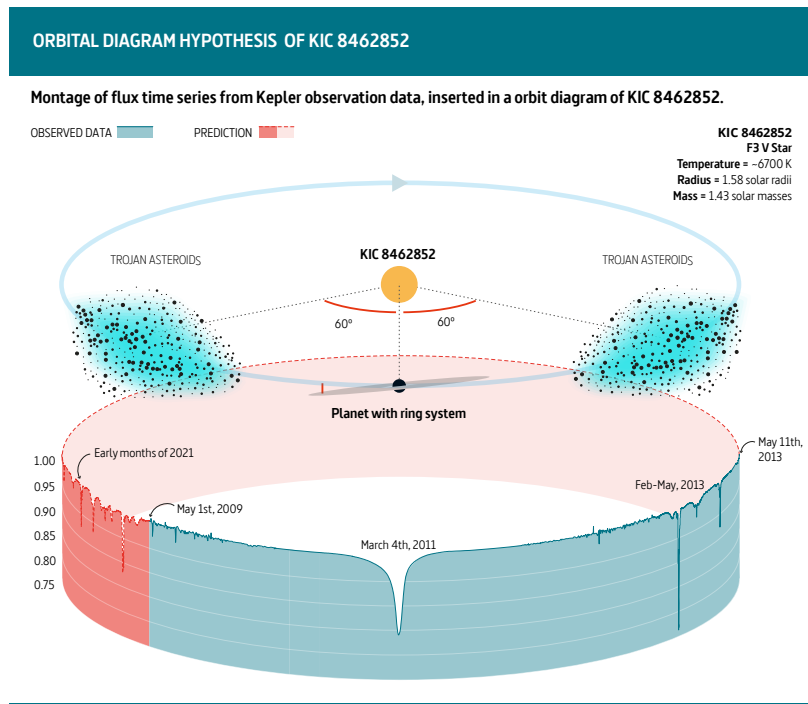 ORBITAL DIAGRAM HYPOTHESIS OF KIC 8462852
Montage of flux time series from Kepler observation data, inserted in a orbit diagram of KIC 8462852.
OBSERVED DATA
PREDICTION
KIC 8462852
F3 V Star
Temperature = ~6700 K
Radius = 1.58 solar radii
Mass = 1.43 solar masses
TROJAN ASTEROIDS
KIC 8462852
TROJAN ASTEROIDS
60º
60º
Planet with ring system
May 11th,
2013
1.00
0.95
0.90
0.85
0.80
0.75
Early months of 2021
May 1st, 2009
March 4th, 2011
Feb-May, 2013